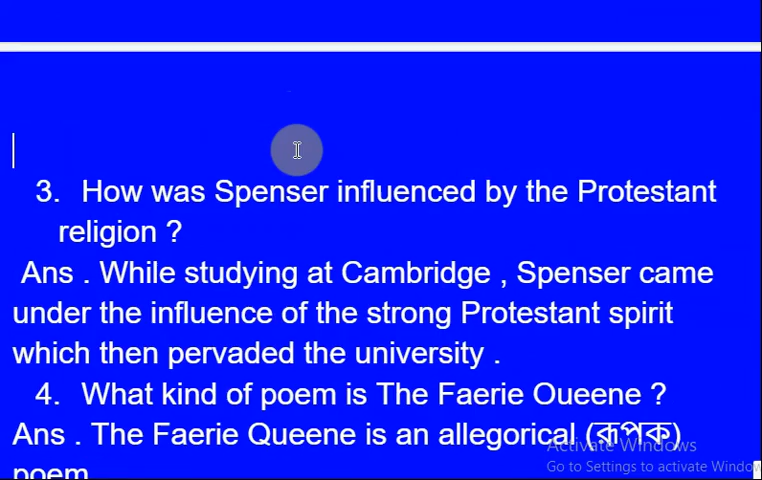 3. How was Spenser influenced by the Protestant
religion ?
Ans . While studying at Cambridge , Spenser came
under the influence of the strong Protestant spirit
which then pervaded the university .
4. What kind of poem is The Faerie Oueene ?
Ans . The Faerie Queene is an allegorical (রূপক)
Activate Windows
Go to Settings to activate Windows
poem